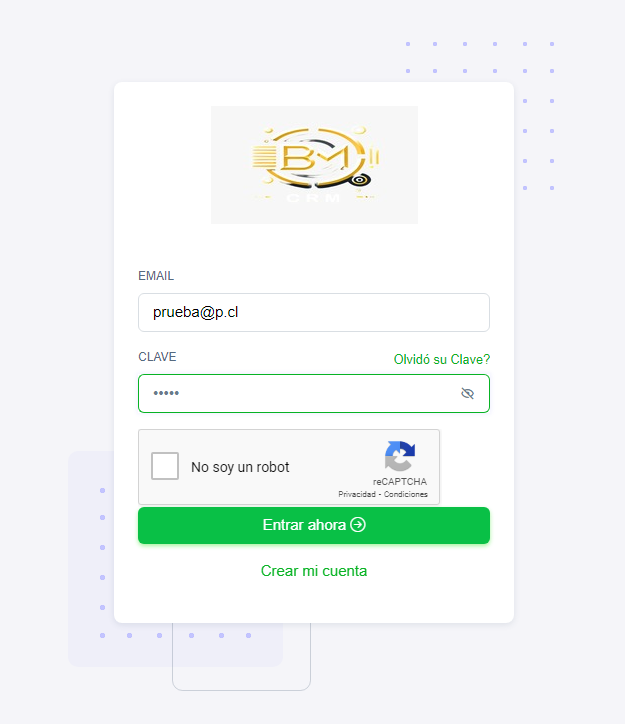 BM
CRM
EMAIL
prueba@p.cl
CLAVE
Olvidó su Clave?
•••••
No soy un robot
reCAPTCHA
Privacidad - Condiciones
Entrar ahora
Crear mi cuenta